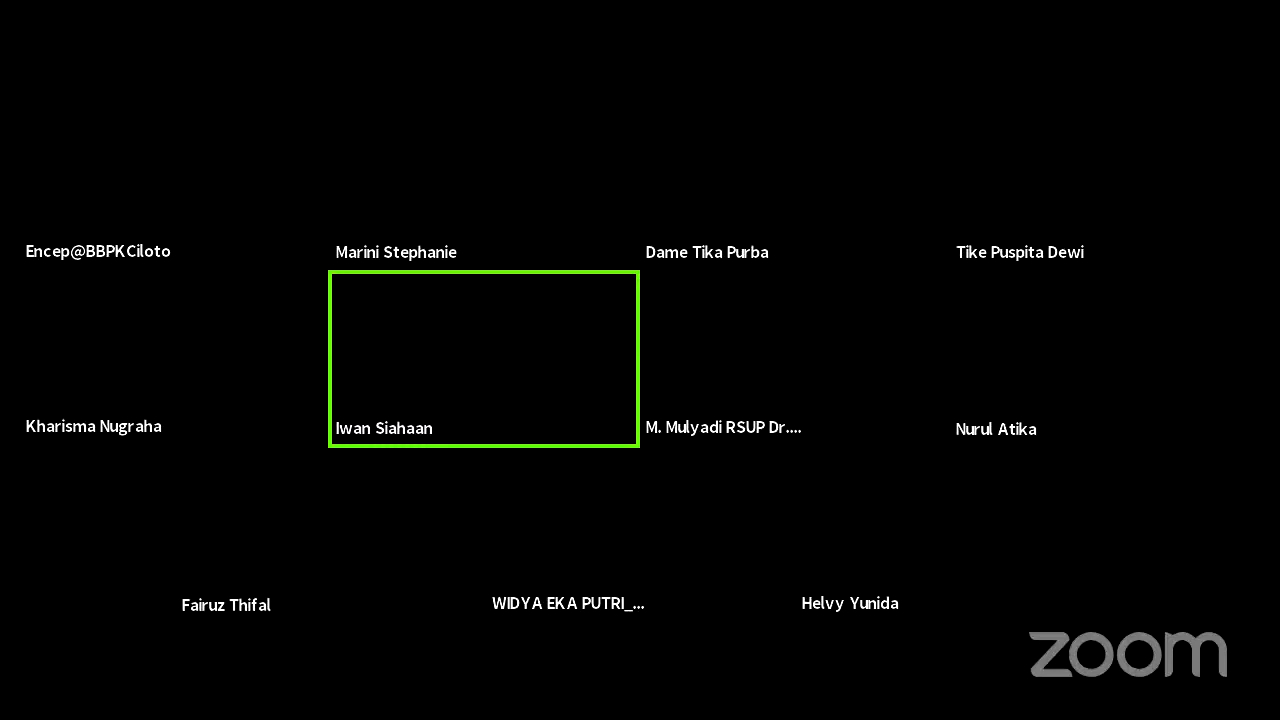 Encep@BBPKCiloto
Marini Stephanie
Dame Tika Purba
Tike Puspita Dewi
Kharisma Nugraha
Iwan Siahaan
M. Mulyadi RSUP Dr....
Nurul Atika
Fairuz Thifal
WIDYA EKA PUTRI_...
Helvy Yunida
zoom